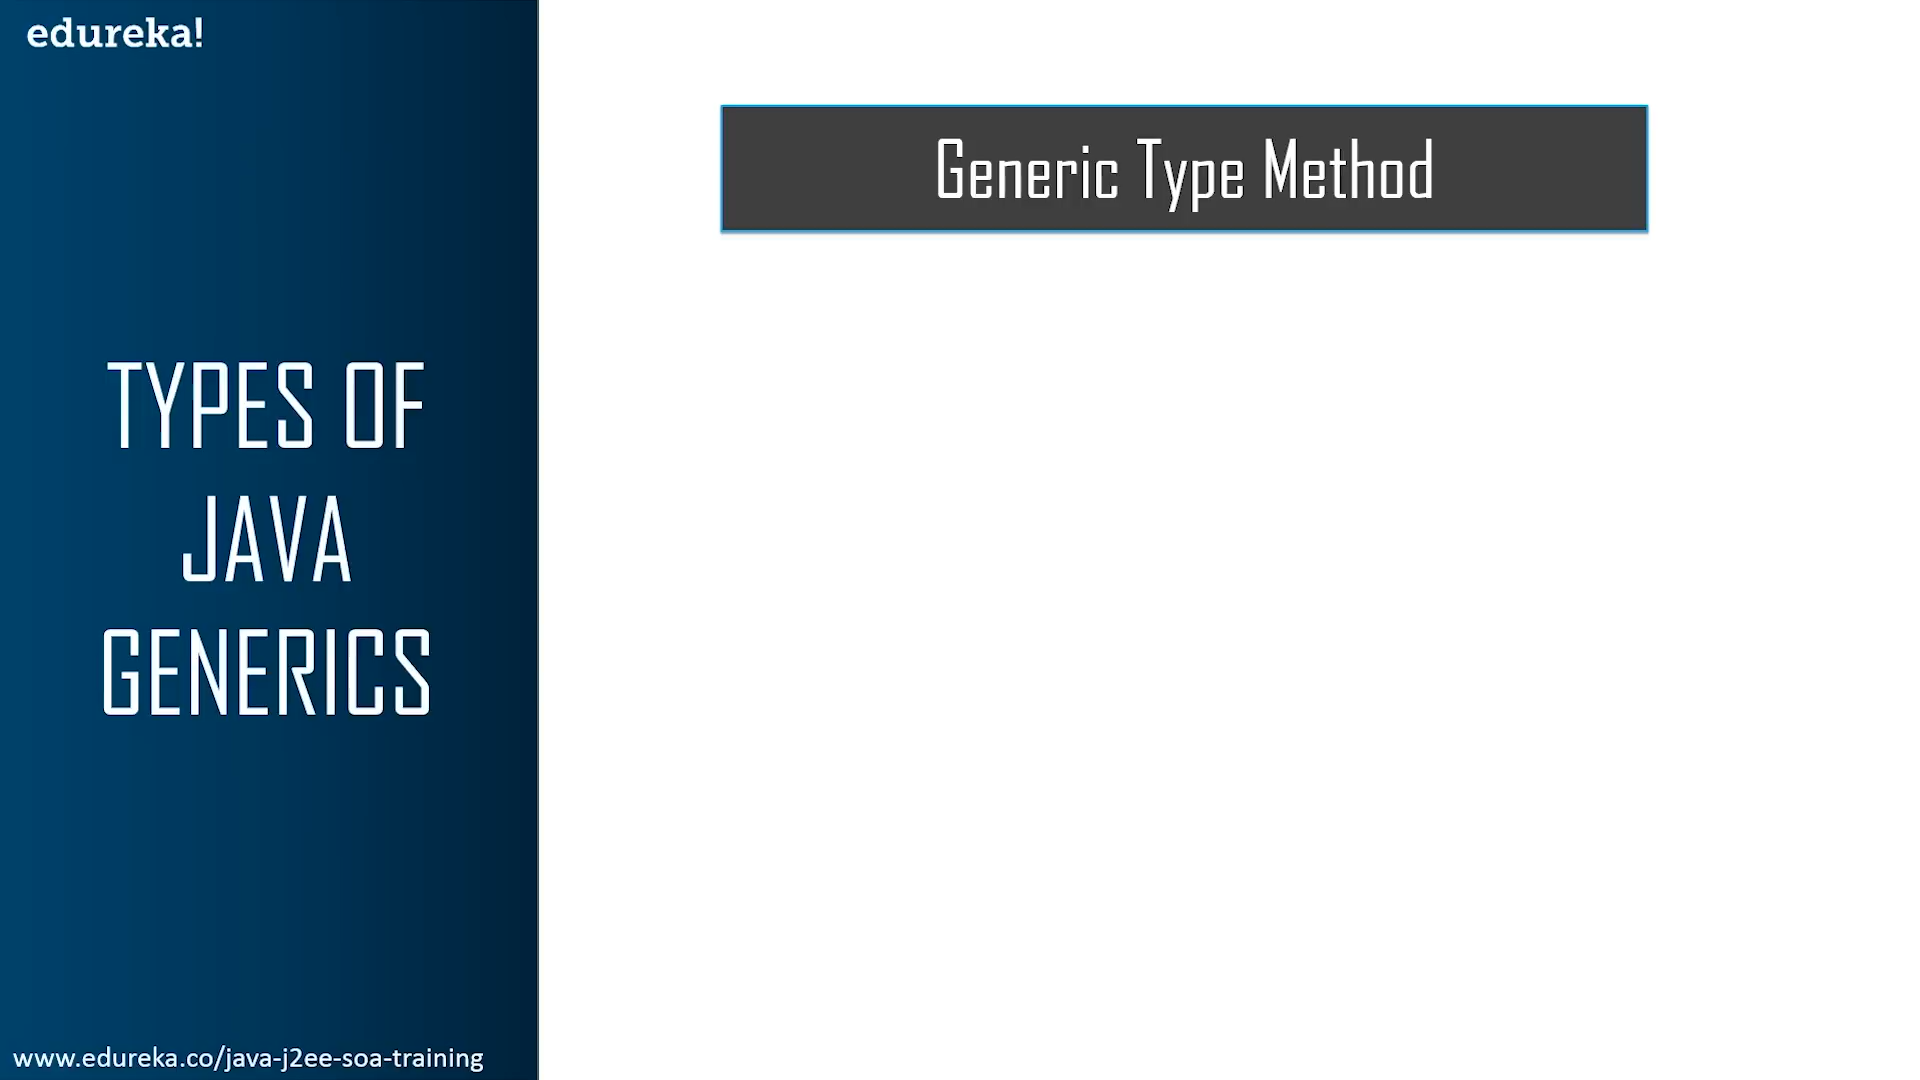 edureka!
TYPES OF
JAVA
GENERICS
www.edureka.co/java-j2ee-soa-training
Generic Type Method